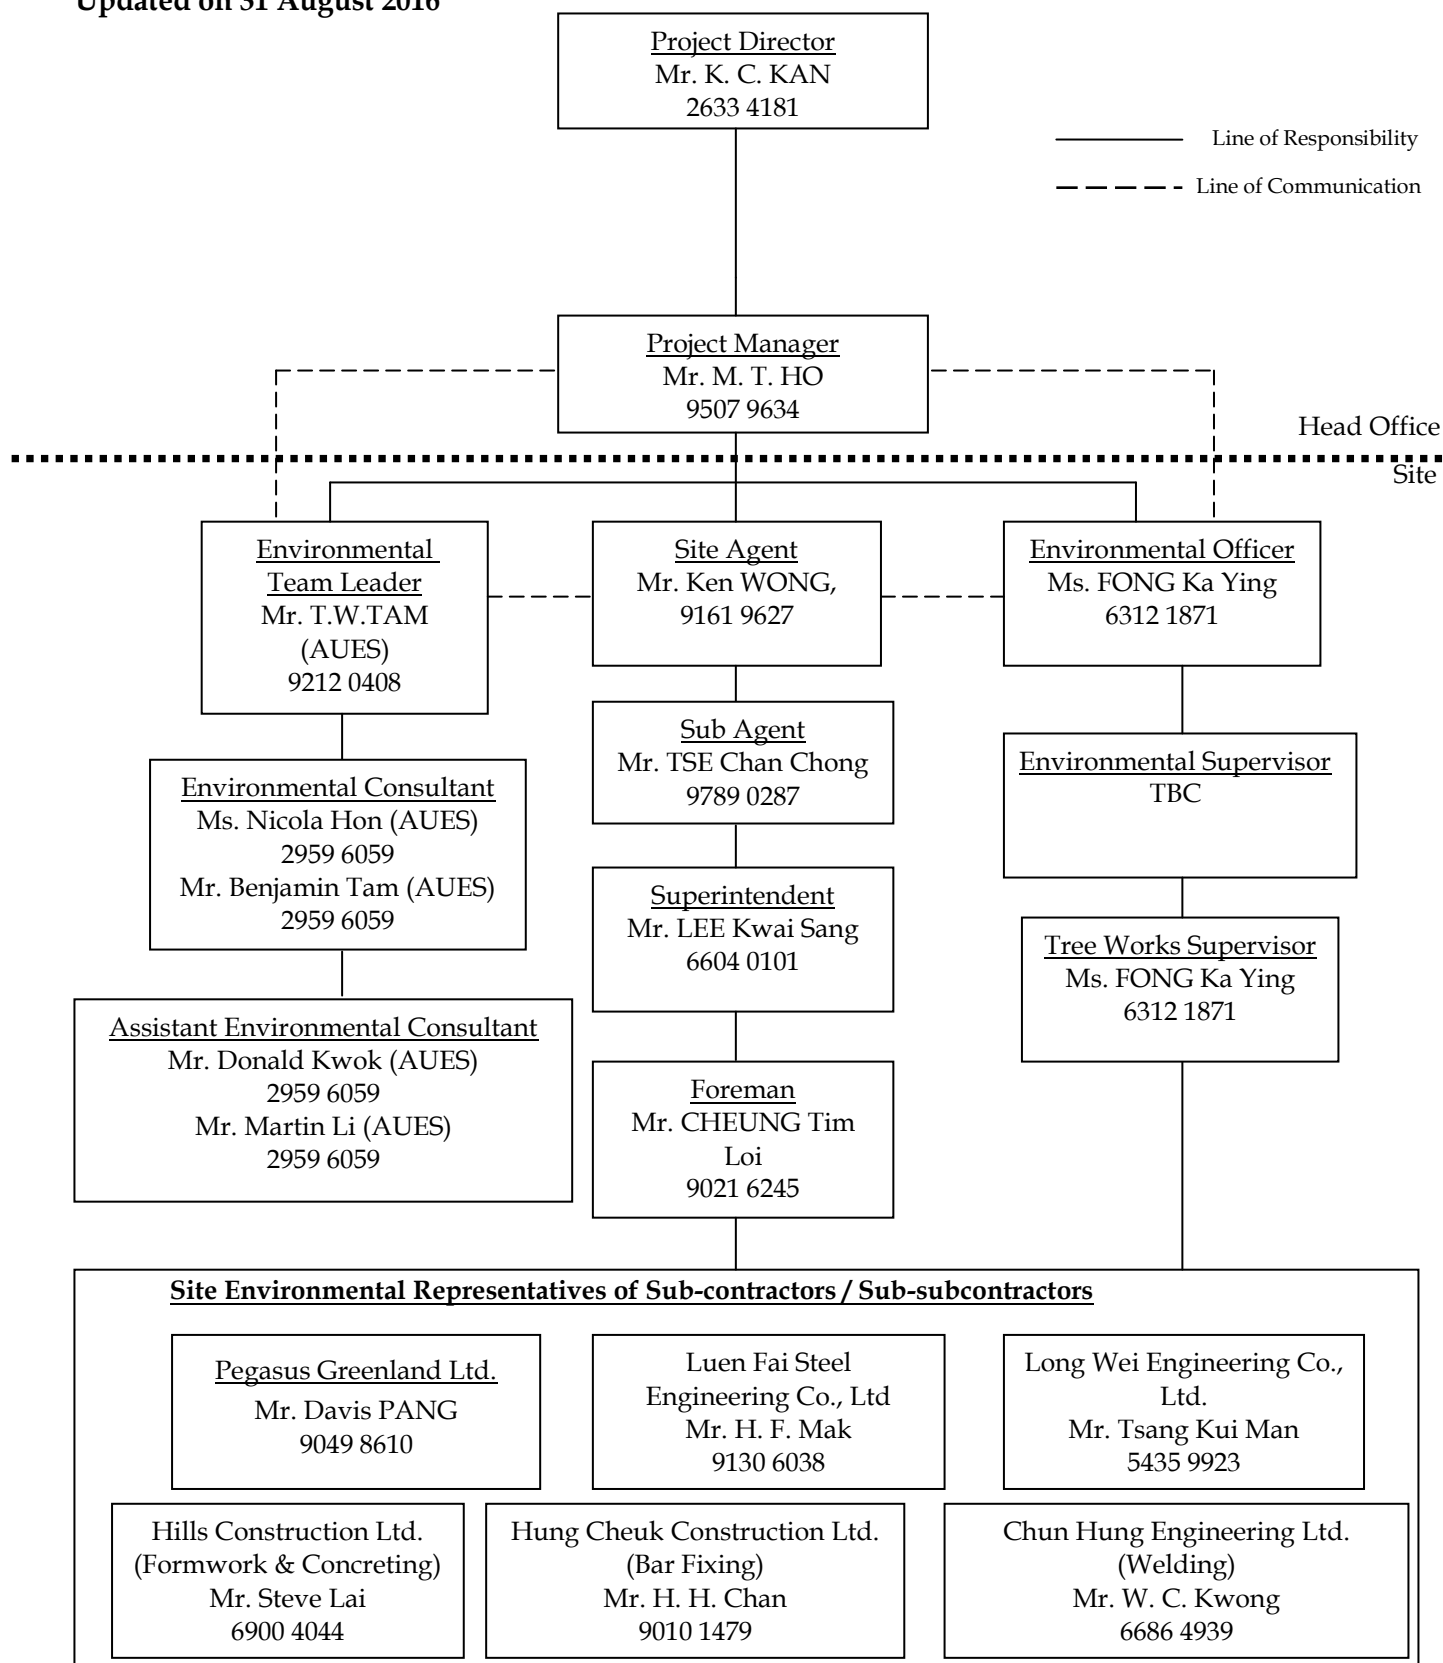 Updated on 31 August 2016
Project Director
Mr. K. C. KAN
2633 4181
Line of Responsibility
Line of Communication
Project Manager
Mr. M. T. HO
9507 9634
Head Office
Site
Environmental
Team Leader
Mr. T.W.TAM
(AUES)
9212 0408
Site Agent
Mr. Ken WONG,
9161 9627
Environmental Officer
Ms. FONG Ka Ying
6312 1871
Sub Agent
Mr. TSE Chan Chong
9789 0287
Environmental Supervisor
TBC
Environmental Consultant
Ms. Nicola Hon (AUES)
2959 6059
Mr. Benjamin Tam (AUES)
2959 6059
Superintendent
Mr. LEE Kwai Sang
6604 0101
Tree Works Supervisor
Ms. FONG Ka Ying
6312 1871
Assistant Environmental Consultant
Mr. Donald Kwok (AUES)
2959 6059
Mr. Martin Li (AUES)
2959 6059
Foreman
Mr. CHEUNG Tim
Loi
9021 6245
Site Environmental Representatives of Sub-contractors / Sub-subcontractors
Pegasus Greenland Ltd.
Mr. Davis PANG
9049 8610
Luen Fai Steel
Engineering Co., Ltd
Mr. H. F. Mak
9130 6038
Long Wei Engineering Co.,
Ltd.
Mr. Tsang Kui Man
5435 9923
Hills Construction Ltd.
(Formwork & Concreting)
Mr. Steve Lai
6900 4044
Hung Cheuk Construction Ltd.
(Bar Fixing)
Mr. H. H. Chan
9010 1479
Chun Hung Engineering Ltd.
(Welding)
Mr. W. C. Kwong
6686 4939